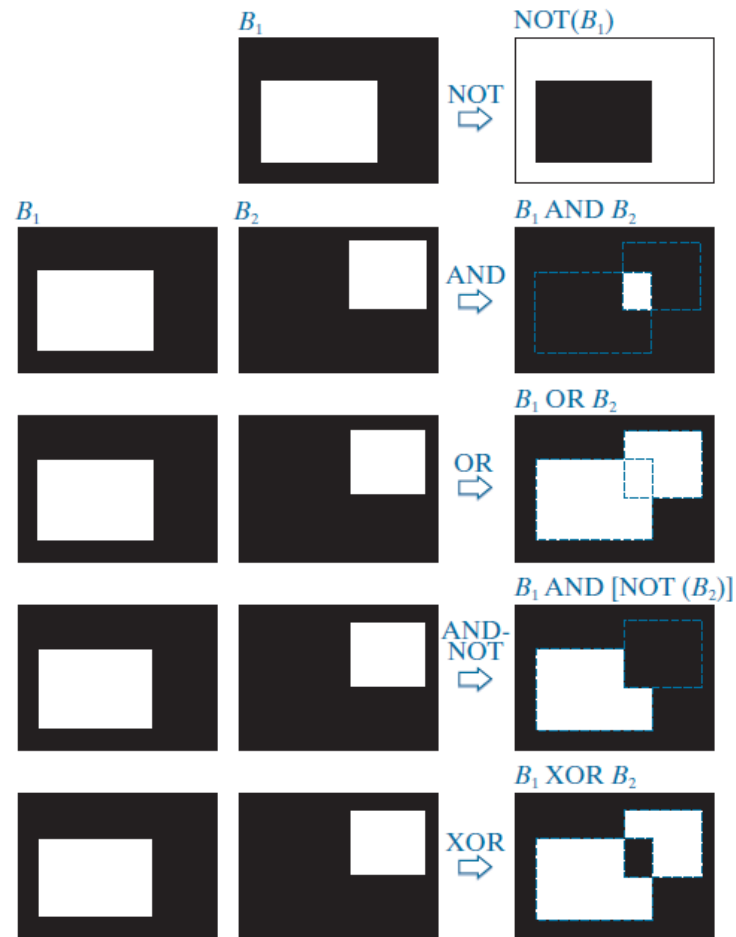 B₁
NOT(B₁)
NOT
B₁
B₂
B₁ AND B₂
AND
B₁ OR B₂
OR
B₁ AND [NOT (B₂)]
AND-
NOT
B₁ XOR B₂
XOR